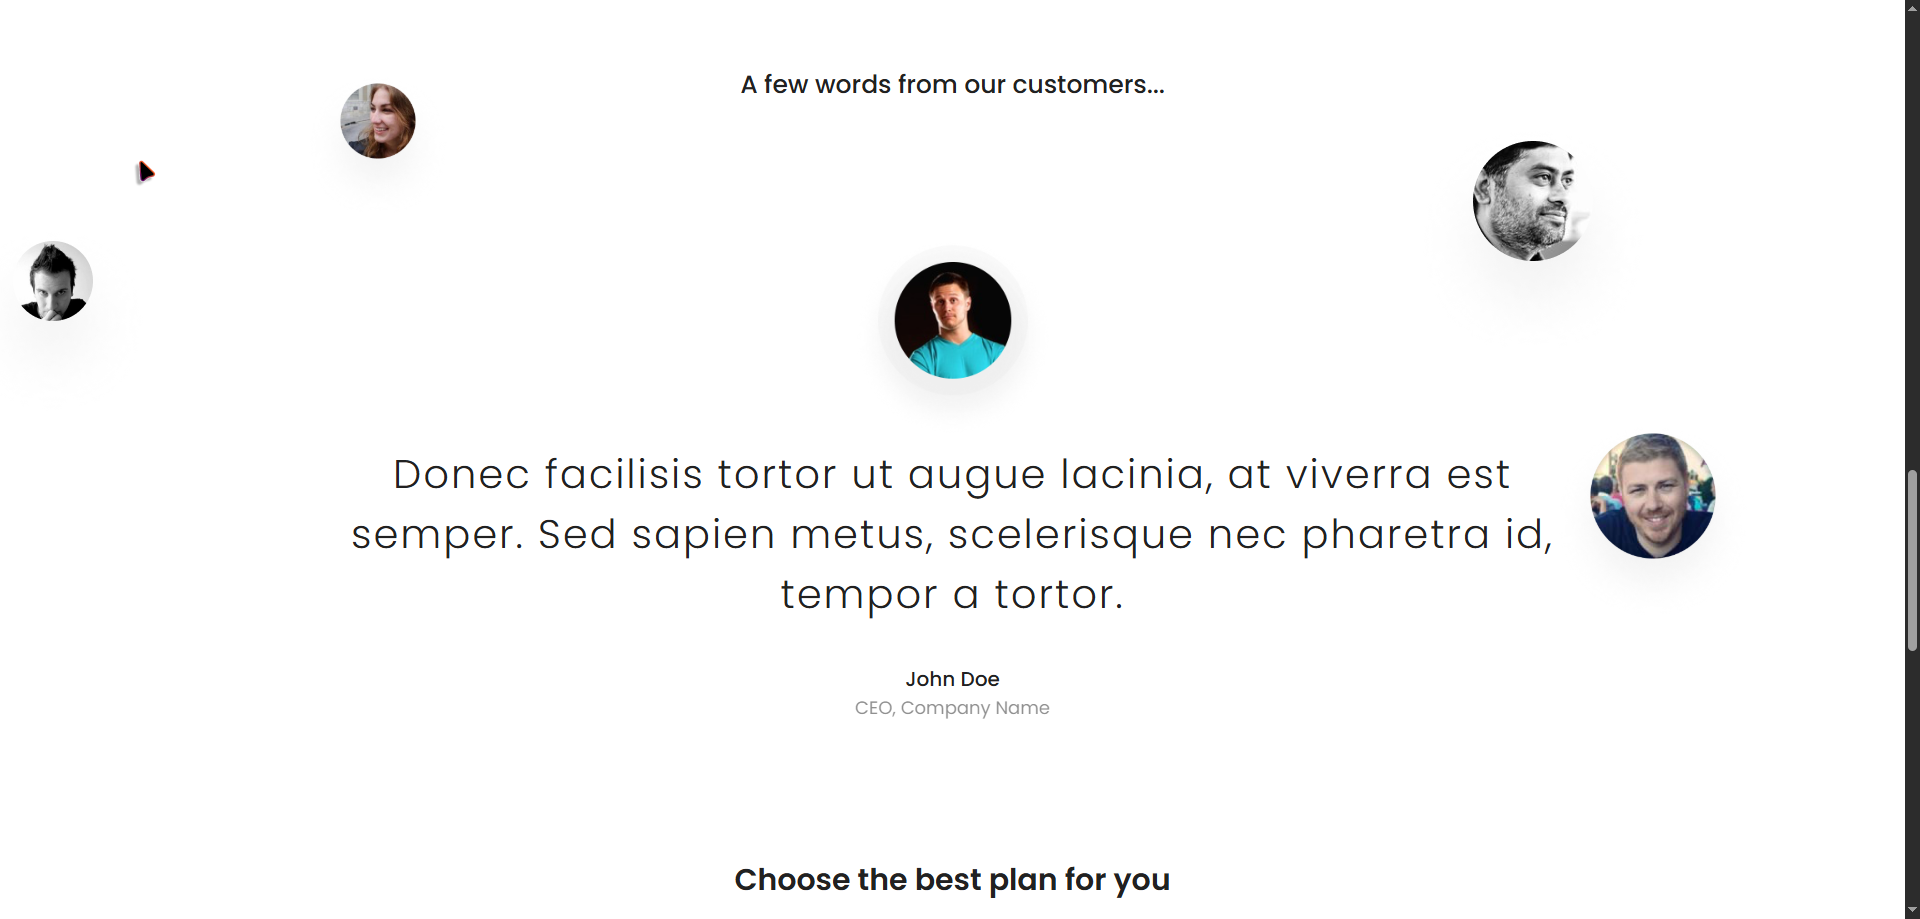 A few words from our customers...
Donec facilisis tortor ut augue lacinia, at viverra est
semper. Sed sapien metus, scelerisque nec pharetra id,
tempor a tortor.
John Doe
CEO, Company Name
Choose the best plan for you